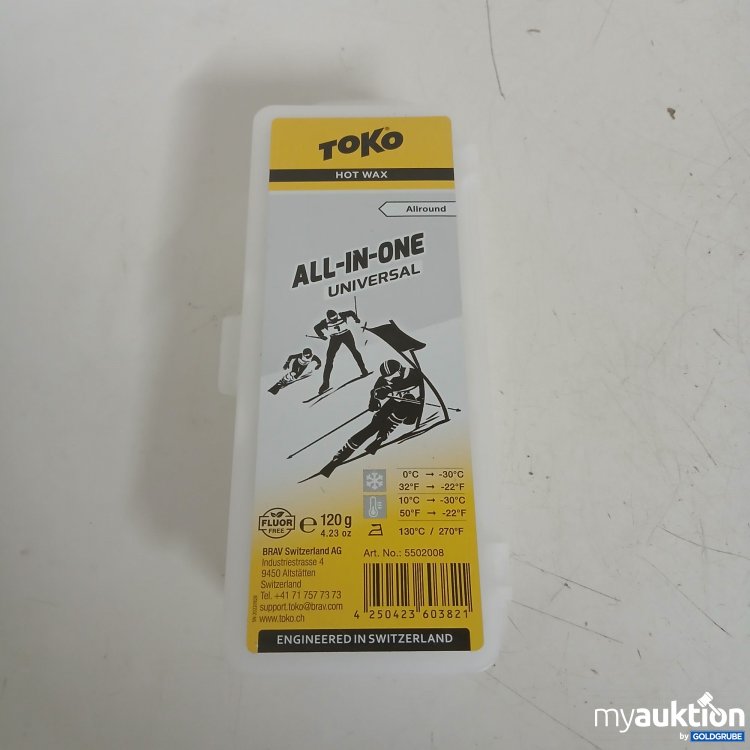 TOKO®
HOT WAX
Allround
ALL-IN-ONE
UNIVERSAL
0°C → -30°C
32°F → -22°F
10°C → -30°C
50°F → -22°F
130°C / 270°F
FLUOR
FREE
e 120 g
4.23 oz
BRAV Switzerland AG
Industriestrasse 4
9450 Altstätten
Switzerland
Tel. +41 71 757 73 73
support.toko@brav.com
www.toko.ch
Art. No.: 5502008
4 250423 603821
ENGINEERED IN SWITZERLAND
myauktion
by GOLDGRUBE